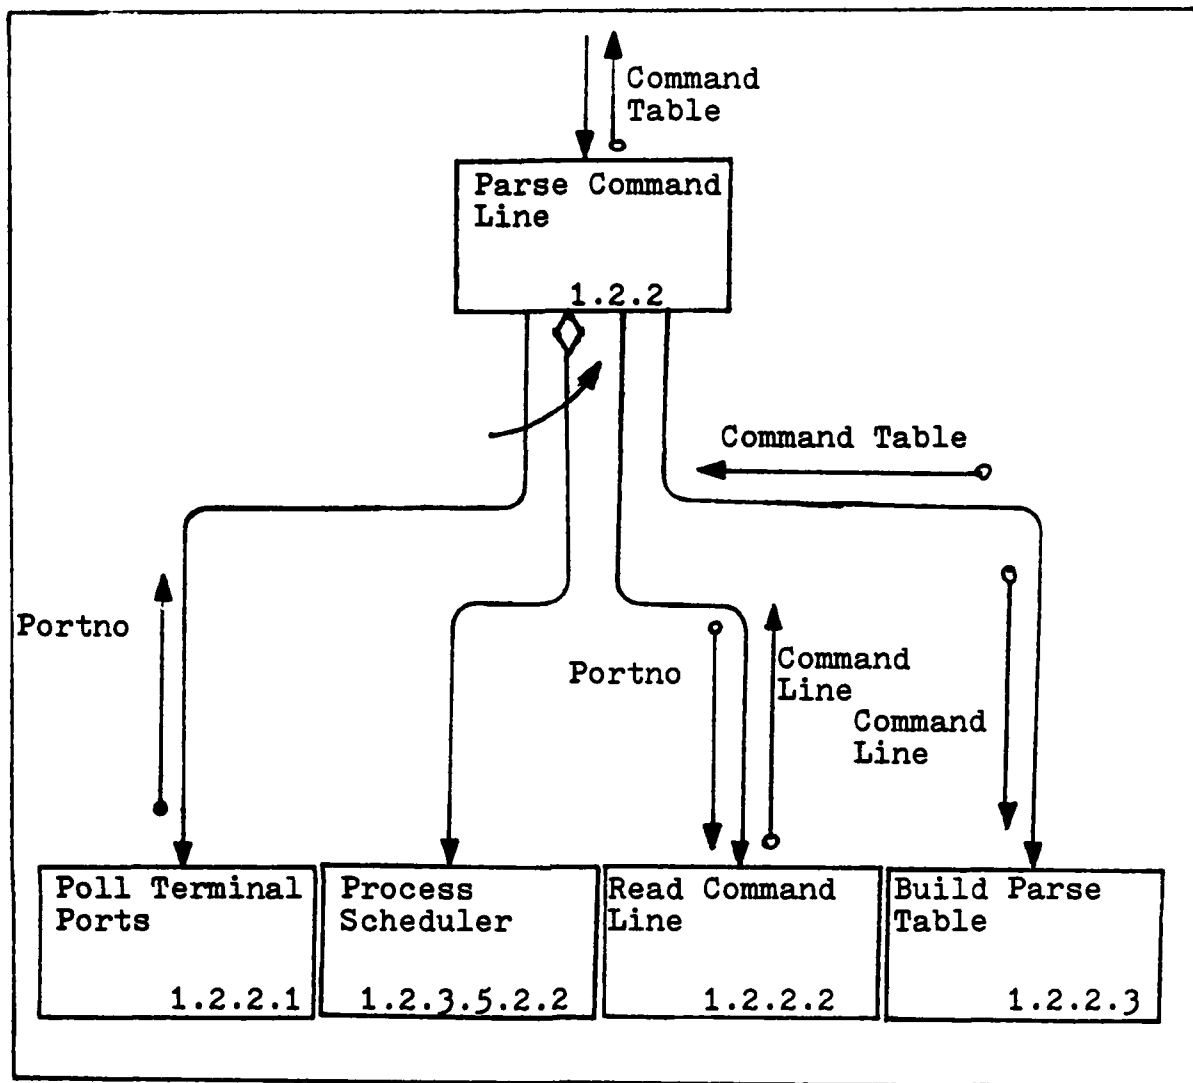 Command
Table
Parse Command
Line
1.2.2
Command Table
Portno
Portno
Command
Line
Command
Line
Poll Terminal
Ports
1.2.2.1
Process
Scheduler
1.2.3.5.2.2
Read Command
Line
1.2.2.2
Build Parse
Table
1.2.2.3